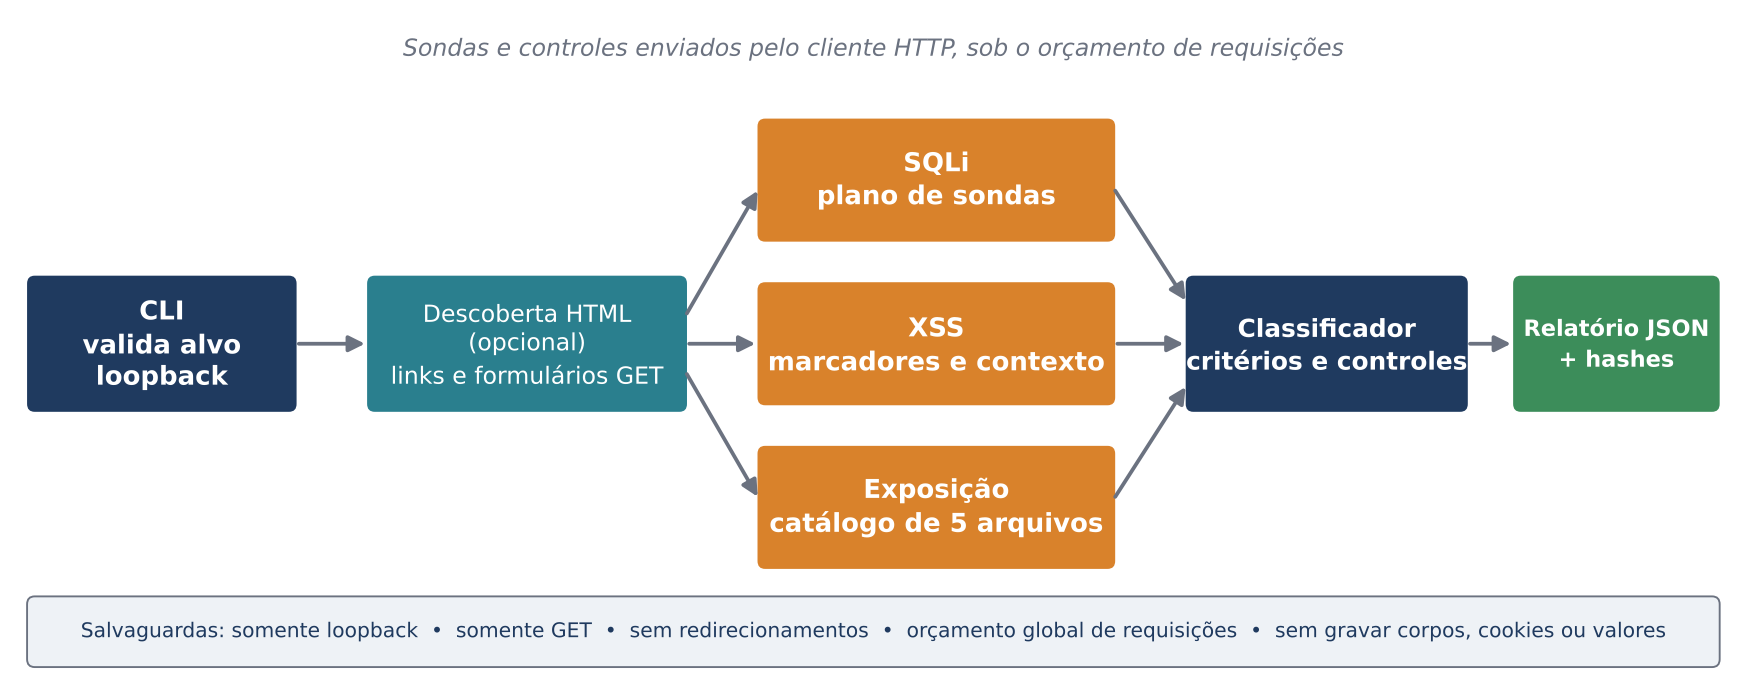 Sondas e controles enviados pelo cliente HTTP, sob o orçamento de requisições
CLI
valida alvo
loopback
Descoberta HTML
(opcional)
links e formulários GET
SQLi
plano de sondas
XSS
marcadores e contexto
Exposição
catálogo de 5 arquivos
Classificador
critérios e controles
Relatório JSON
+ hashes
Salvaguardas: somente loopback • somente GET • sem redirecionamentos • orçamento global de requisições • sem gravar corpos, cookies ou valores